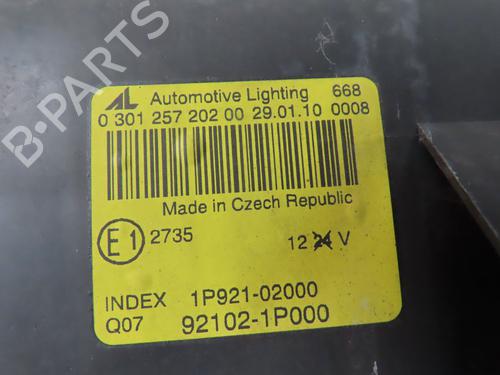 AL Automotive Lighting 668
0 301 257 202 00 29.01.10 0008
Made in Czech Republic
E1 2735 12 24 V
INDEX 1P921-02000
Q07 92102-1P000
B-PARTS